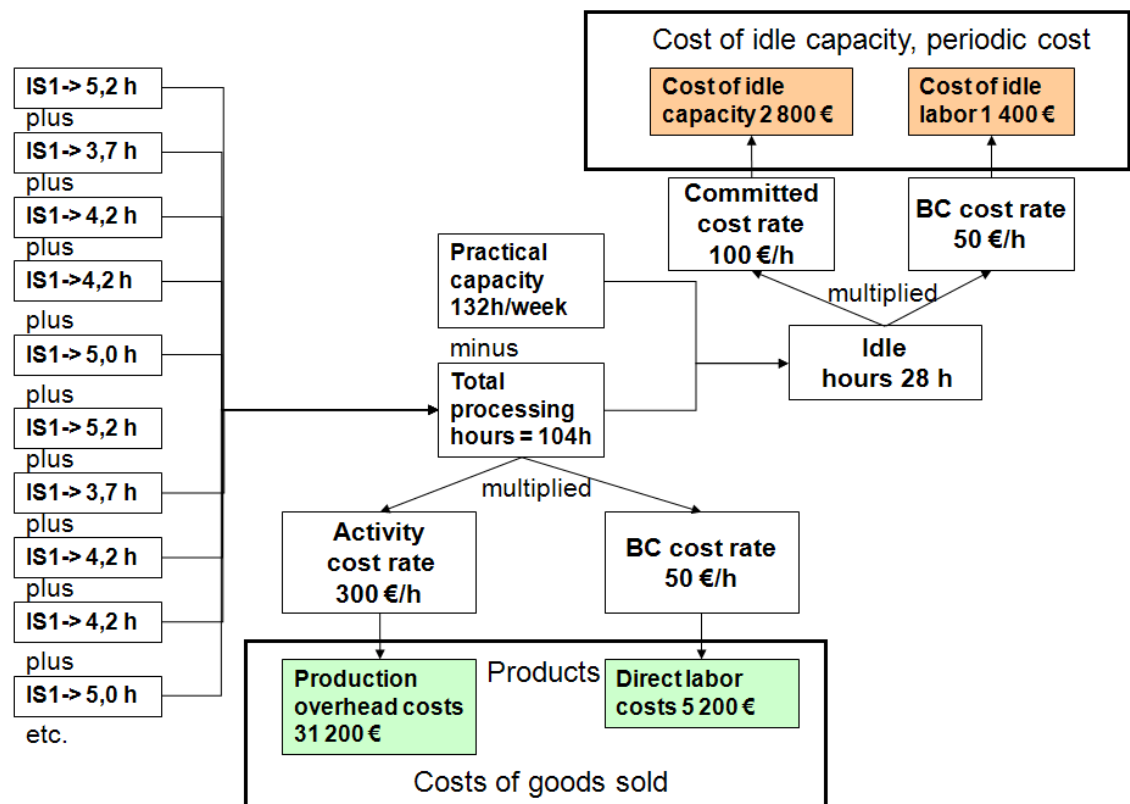 IS1-> 5,2 h
plus
IS1-> 3,7 h
plus
IS1-> 4,2 h
plus
IS1->4,2 h
plus
IS1-> 5,0 h
plus
IS1-> 5,2 h
plus
IS1-> 3,7 h
plus
IS1-> 4,2 h
plus
IS1-> 4,2 h
plus
IS1-> 5,0 h
etc.
Practical
capacity
132h/week
minus
Total
processing
hours = 104h
multiplied
Activity
cost rate
300 €/h
BC cost rate
50 €/h
Products
Production
overhead costs
31 200 €
Direct labor
costs 5 200 €
Costs of goods sold
Cost of idle capacity, periodic cost
Cost of idle
capacity 2 800 €
Cost of idle
labor 1 400 €
Committed
cost rate
100 €/h
BC cost rate
50 €/h
multiplied
Idle
hours 28 h